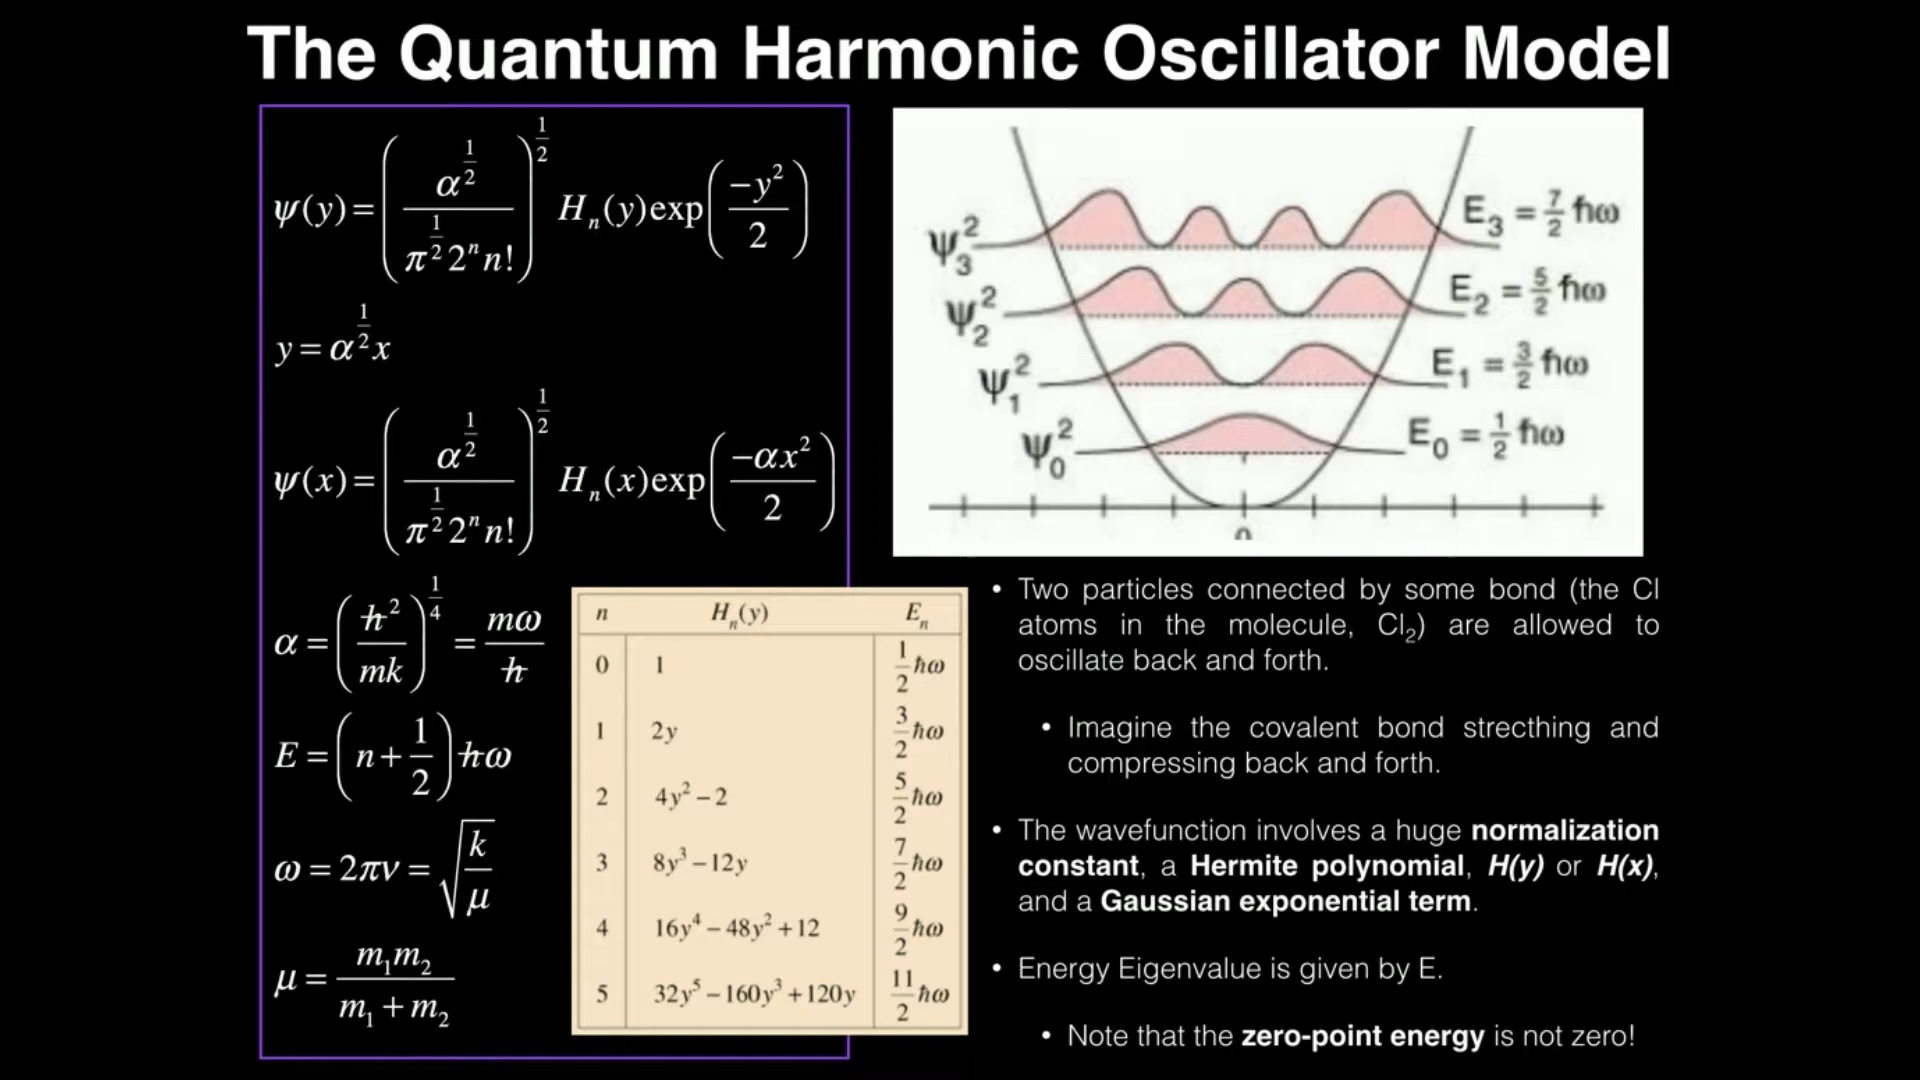 The Quantum Harmonic Oscillator Model
ψ(y) = (α^(1/2) / (π^(1/2) 2^n n!))^(1/2) H_n(y) exp(−y² / 2)
y = α^(1/2) x
ψ(x) = (α^(1/2) / (π^(1/2) 2^n n!))^(1/2) H_n(x) exp(−αx² / 2)
α = (ħ² / mk)^(1/4) = mω / ħ
E = (n + 1/2) ħω
ω = 2πν = √(k / μ)
μ = m₁m₂ / (m₁ + m₂)
n H_n(y) E_n
0 1 1/2 ħω
1 2y 3/2 ħω
2 4y² − 2 5/2 ħω
3 8y³ − 12y 7/2 ħω
4 16y⁴ − 48y² + 12 9/2 ħω
5 32y⁵ − 160y³ + 120y 11/2 ħω
ψ₃² E₃ = 7/2 ħω
ψ₂² E₂ = 5/2 ħω
ψ₁² E₁ = 3/2 ħω
ψ₀² E₀ = 1/2 ħω
0
• Two particles connected by some bond (the Cl
atoms in the molecule, Cl₂) are allowed to
oscillate back and forth.
• Imagine the covalent bond strecthing and
compressing back and forth.
• The wavefunction involves a huge normalization
constant, a Hermite polynomial, H(y) or H(x),
and a Gaussian exponential term.
• Energy Eigenvalue is given by E.
• Note that the zero-point energy is not zero!